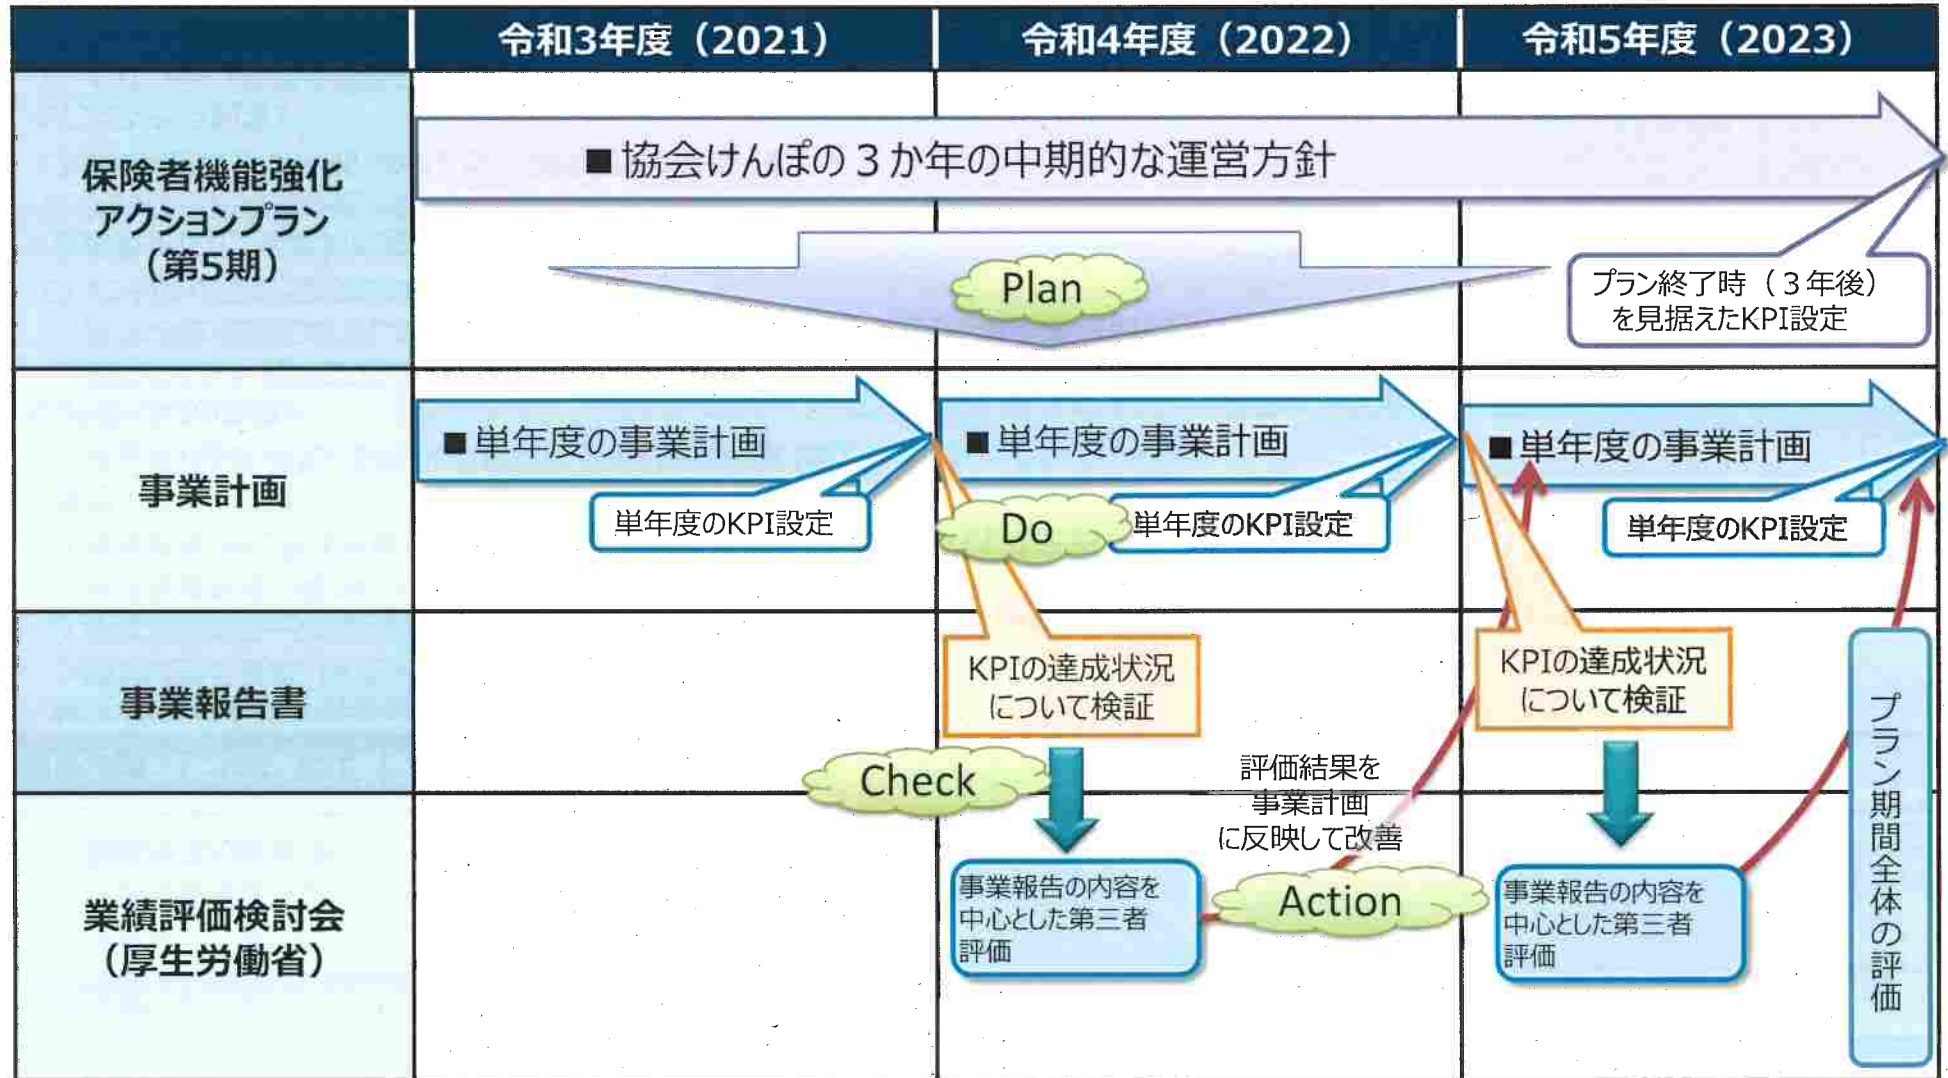 令和3年度（2021）
令和4年度（2022）
令和5年度（2023）
保険者機能強化
アクションプラン
（第5期）
■協会けんぽの３か年の中期的な運営方針
Plan
プラン終了時（３年後）
を見据えたKPI設定
事業計画
■単年度の事業計画
単年度のKPI設定
■単年度の事業計画
Do
単年度のKPI設定
■単年度の事業計画
単年度のKPI設定
事業報告書
KPIの達成状況
について検証
KPIの達成状況
について検証
Check
評価結果を
事業計画
に反映して改善
プラン期間全体の評価
業績評価検討会
（厚生労働省）
事業報告の内容を
中心とした第三者
評価
Action
事業報告の内容を
中心とした第三者
評価